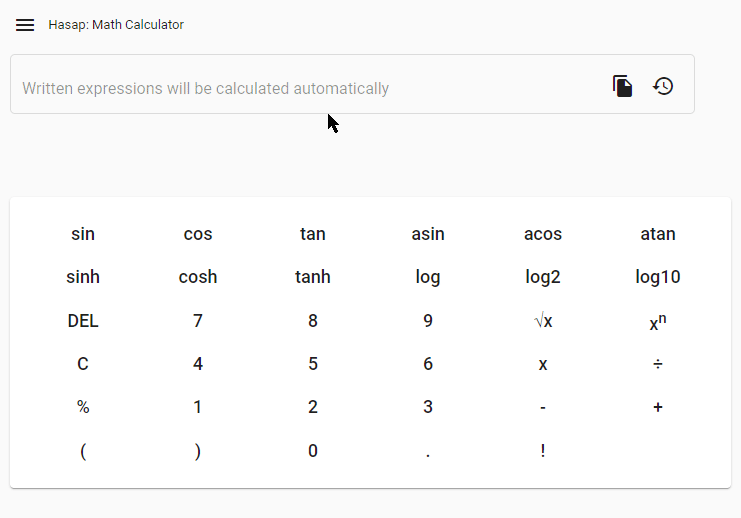 Hasap: Math Calculator
Written expressions will be calculated automatically
sin cos tan asin acos atan
sinh cosh tanh log log2 log10
DEL 7 8 9 √x xⁿ
C 4 5 6 x ÷
% 1 2 3 - +
( ) 0 . !